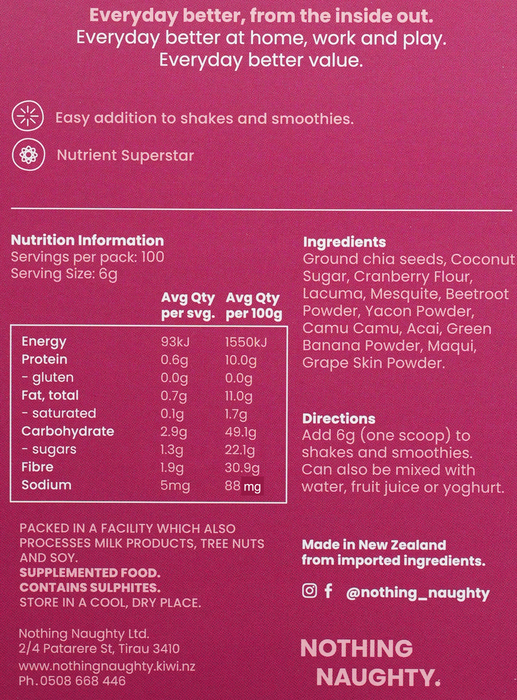 Everyday better, from the inside out.
Everyday better at home, work and play.
Everyday better value.
Easy addition to shakes and smoothies.
Nutrient Superstar
Nutrition Information
Servings per pack: 100
Serving Size: 6g
Avg Qty Avg Qty
per svg. per 100g
Energy 93kJ 1550kJ
Protein 0.6g 10.0g
- gluten 0.0g 0.0g
Fat, total 0.7g 11.0g
- saturated 0.1g 1.7g
Carbohydrate 2.9g 49.1g
- sugars 1.3g 22.1g
Fibre 1.9g 30.9g
Sodium 5mg 88 mg
PACKED IN A FACILITY WHICH ALSO
PROCESSES MILK PRODUCTS, TREE NUTS
AND SOY.
SUPPLEMENTED FOOD.
CONTAINS SULPHITES.
STORE IN A COOL, DRY PLACE.
Nothing Naughty Ltd.
2/4 Patarere St, Tirau 3410
www.nothingnaughty.kiwi.nz
Ph.0508 668 446
Ingredients
Ground chia seeds, Coconut
Sugar, Cranberry Flour,
Lacuma, Mesquite, Beetroot
Powder, Yacon Powder,
Camu Camu, Acai, Green
Banana Powder, Maqui,
Grape Skin Powder.
Directions
Add 6g (one scoop) to
shakes and smoothies.
Can also be mixed with
water, fruit juice or yoghurt.
Made in New Zealand
from imported ingredients.
@nothing_naughty
NOTHING
NAUGHTY.